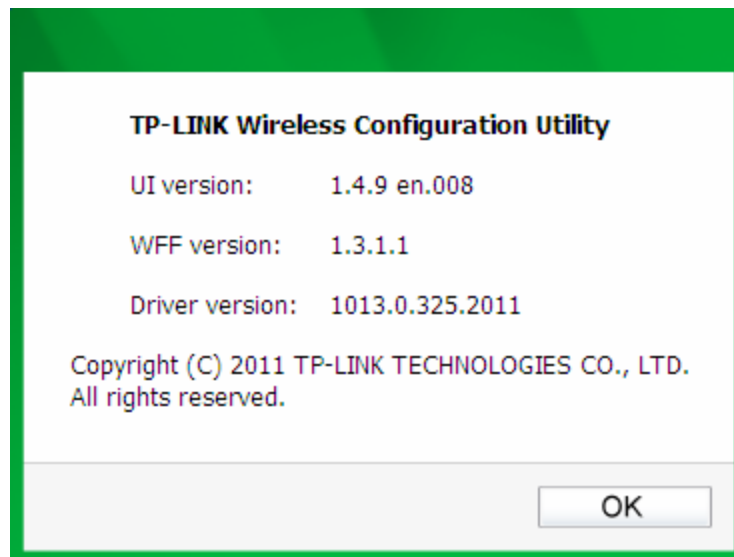 TP-LINK Wireless Configuration Utility
UI version: 1.4.9 en.008
WFF version: 1.3.1.1
Driver version: 1013.0.325.2011
Copyright (C) 2011 TP-LINK TECHNOLOGIES CO., LTD.
All rights reserved.
OK